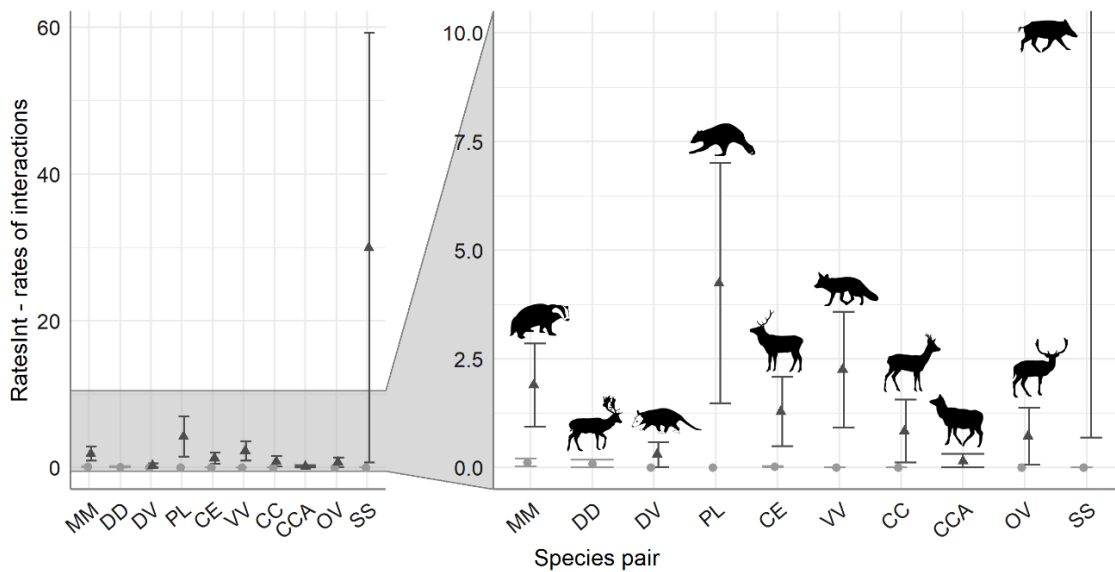 RatesInt - rates of interactions
60
40
20
0
MM DD DV PL CE VV CC CCA OV SS
10.0
7.5
5.0
2.5
0.0
MM DD DV PL CE VV CC CCA OV SS
Species pair